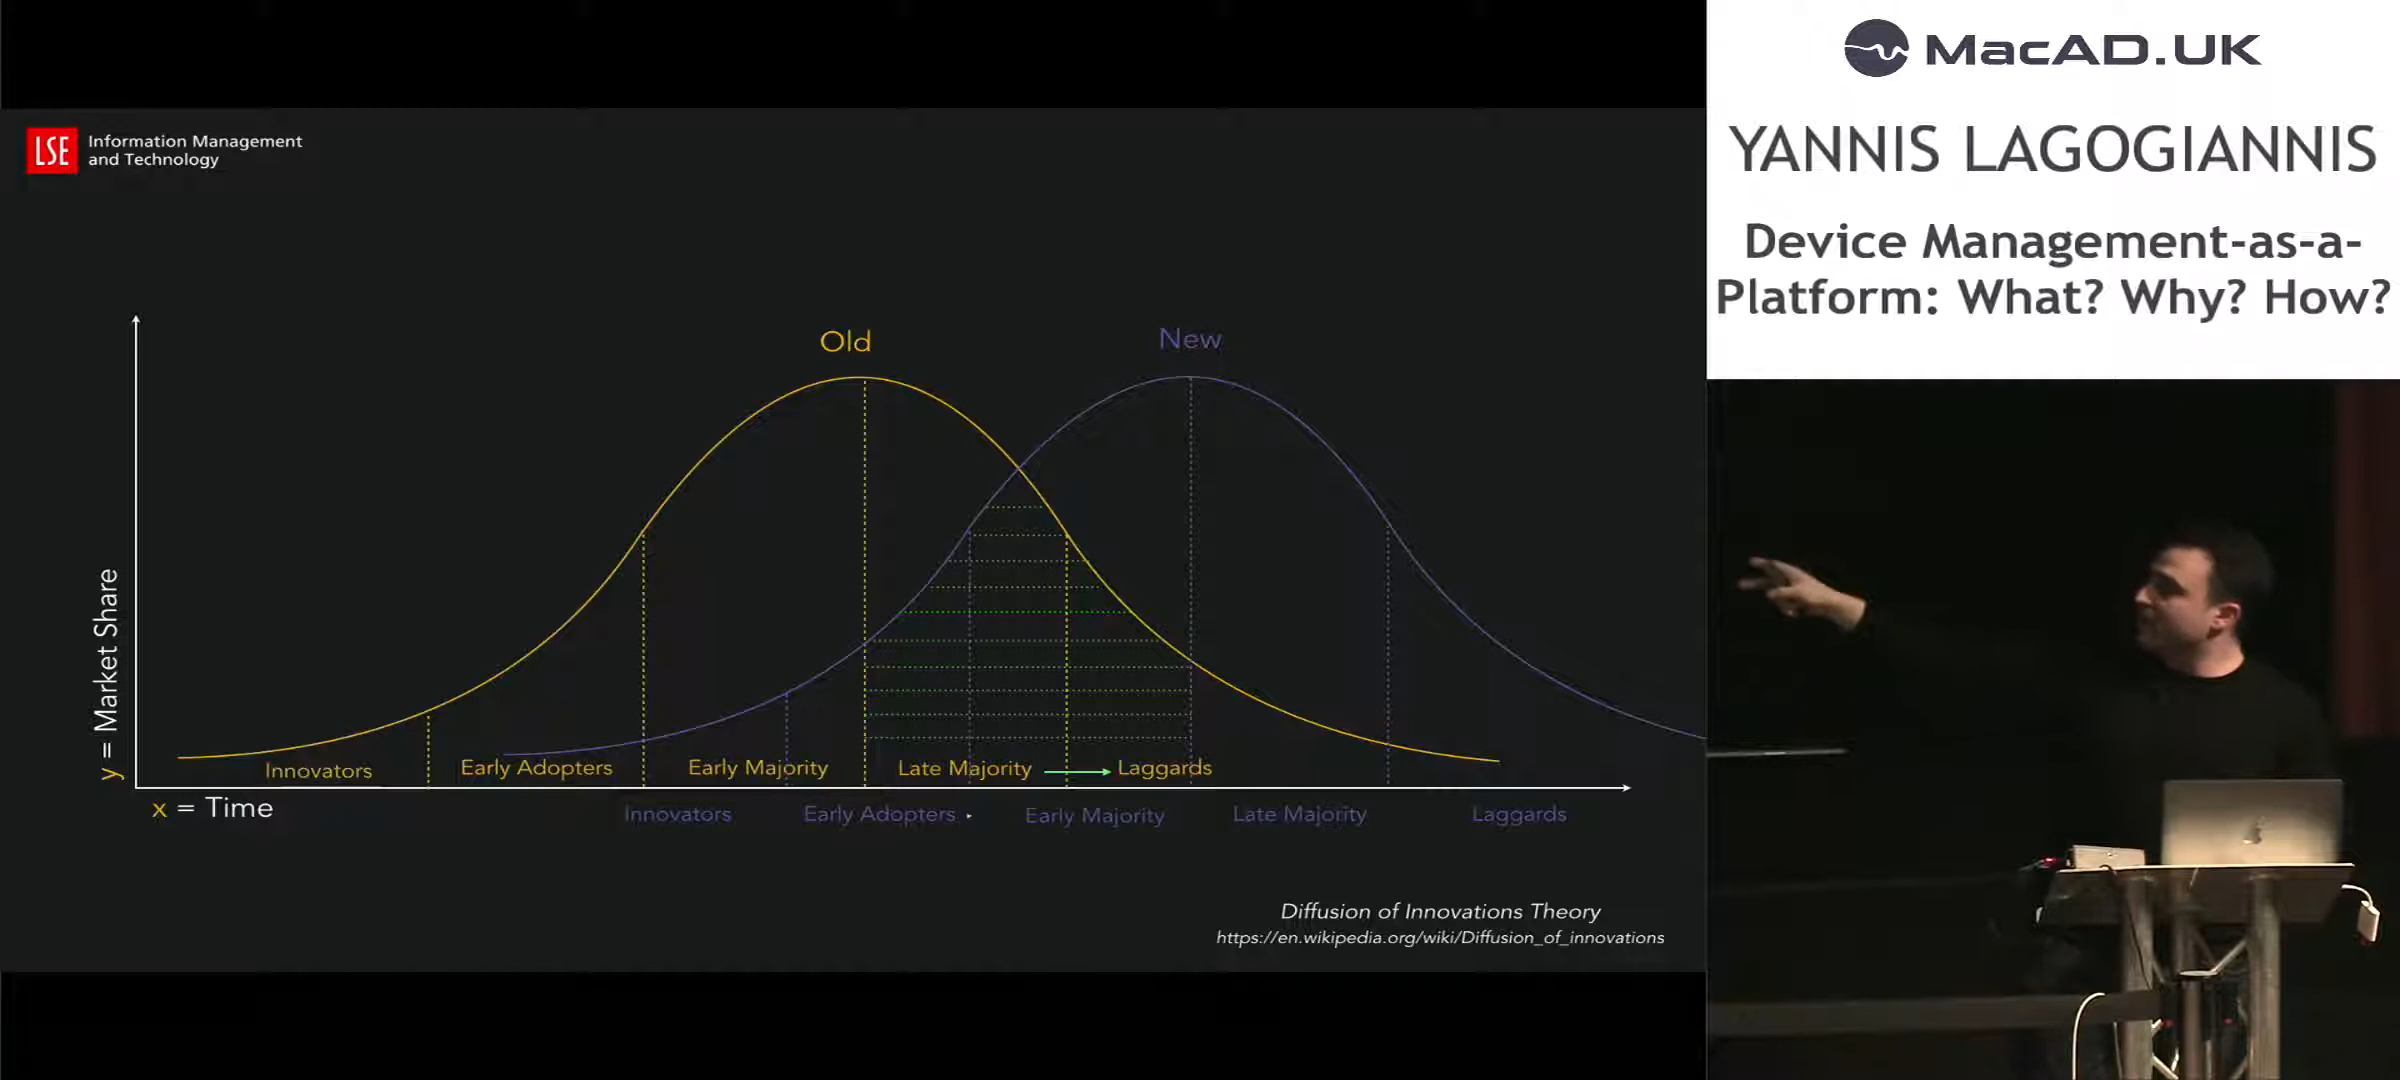 LSE
Information Management
and Technology
Old
New
y = Market Share
Innovators
Early Adopters
Early Majority
Late Majority
Laggards
x = Time
Innovators
Early Adopters
Early Majority
Late Majority
Laggards
Diffusion of Innovations Theory
https://en.wikipedia.org/wiki/Diffusion_of_innovations
MacAD.UK
YANNIS LAGOGIANNIS
Device Management-as-a-
Platform: What? Why? How?